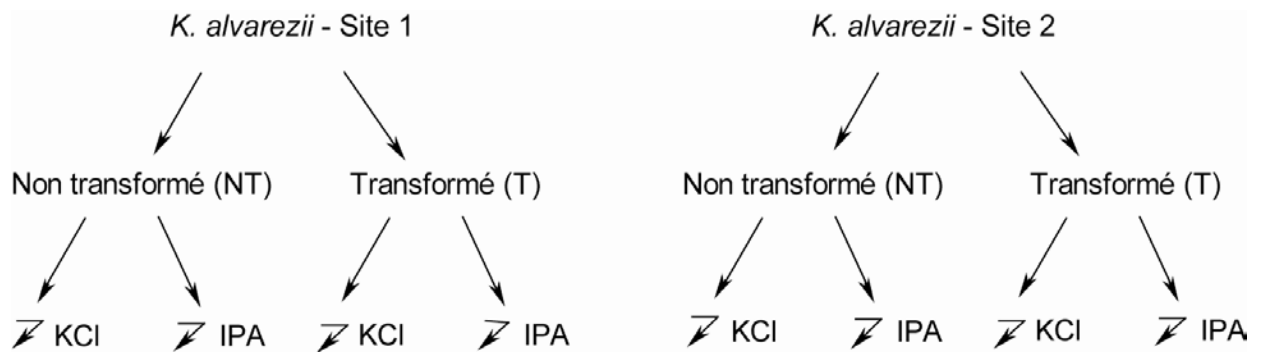 K. alvarezii - Site 1 K. alvarezii - Site 2
Non transformé (NT) Transformé (T) Non transformé (NT) Transformé (T)
KCl IPA KCl IPA KCl IPA KCl IPA